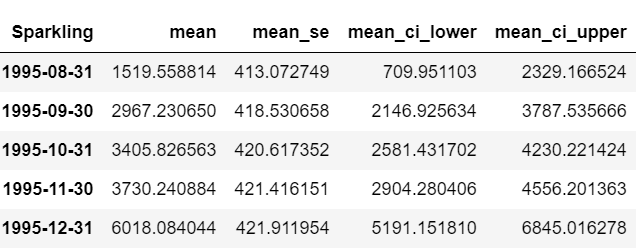 Sparkling mean mean_se mean_ci_lower mean_ci_upper
1995-08-31 1519.558814 413.072749 709.951103 2329.166524
1995-09-30 2967.230650 418.530658 2146.925634 3787.535666
1995-10-31 3405.826563 420.617352 2581.431702 4230.221424
1995-11-30 3730.240884 421.416151 2904.280406 4556.201363
1995-12-31 6018.084044 421.911954 5191.151810 6845.016278